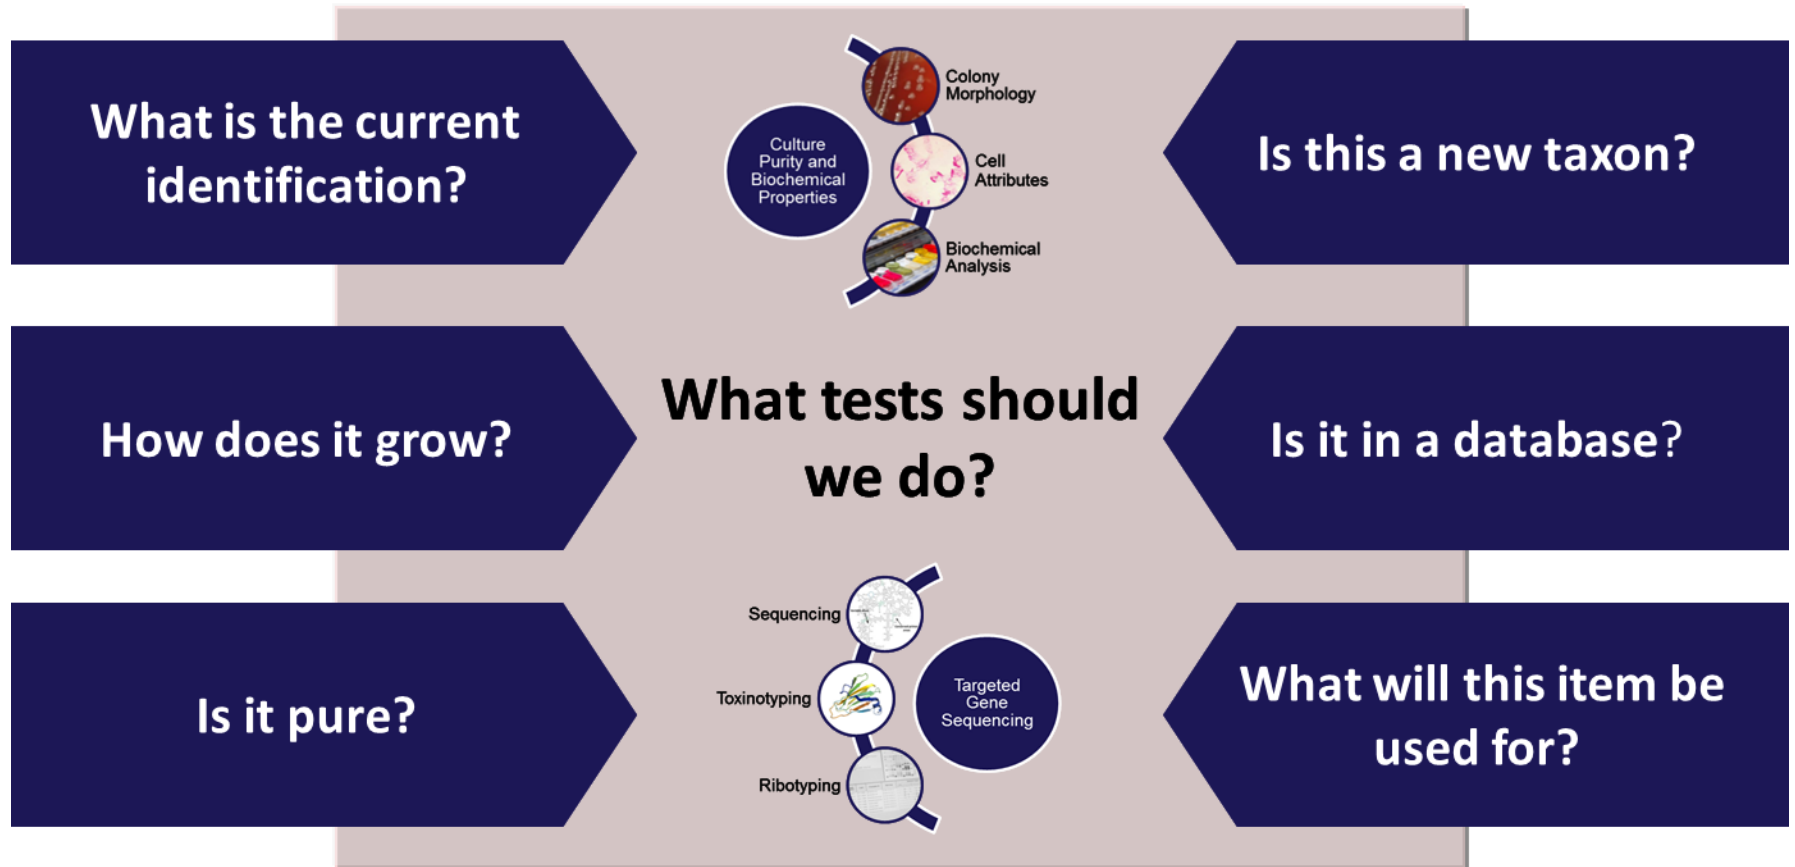 What is the current
identification?
How does it grow?
Is it pure?
Colony
Morphology
Culture
Purity and
Biochemical
Properties
Cell
Attributes
Biochemical
Analysis
What tests should
we do?
Sequencing
Toxinotyping
Targeted
Gene
Sequencing
Ribotyping
Is this a new taxon?
Is it in a database?
What will this item be
used for?